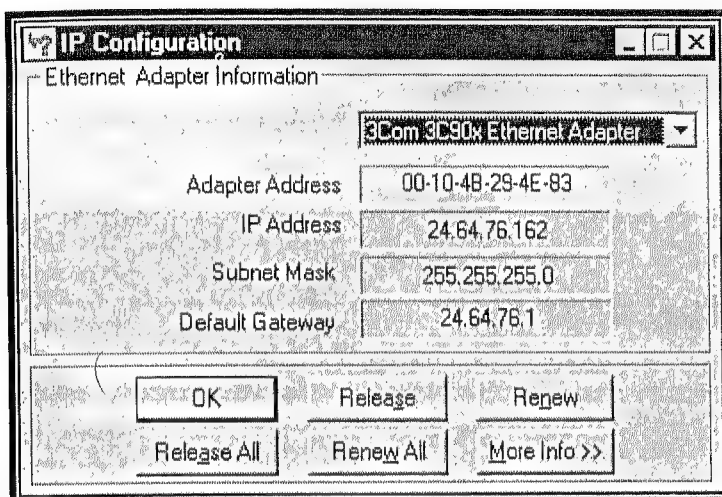 IP Configuration
Ethernet Adapter Information
3Com 3C90x Ethernet Adapter
Adapter Address 00-10-4B-29-4E-83
IP Address 24.64.76.162
Subnet Mask 255.255.255.0
Default Gateway 24.64.76.1
OK Release Renew
Release All Renew All More Info >>